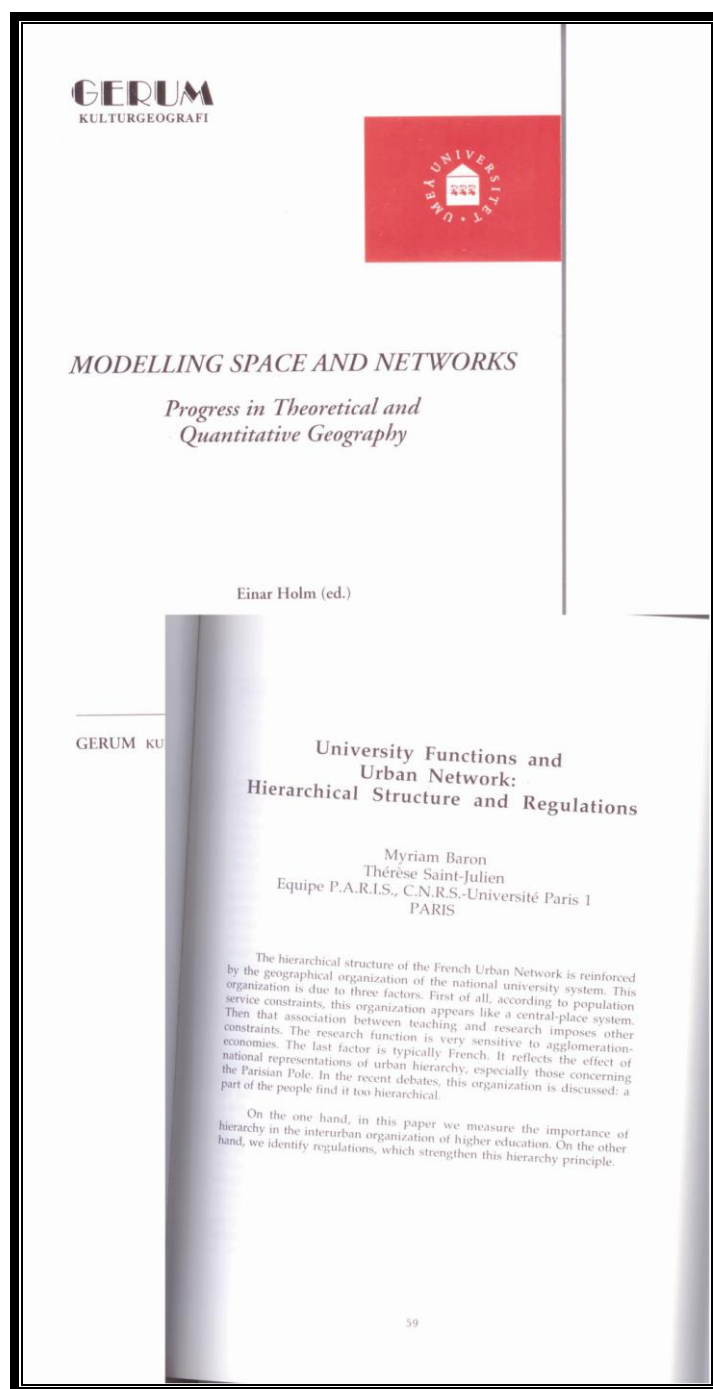 GERUM
KULTURGEOGRAFI
UMEÅ UNIVERSITET
MODELLING SPACE AND NETWORKS
Progress in Theoretical and
Quantitative Geography
Einar Holm (ed.)
GERUM KU
University Functions and
Urban Network:
Hierarchical Structure and Regulations
Myriam Baron
Thérèse Saint-Julien
Equipe P.A.R.I.S., C.N.R.S.-Université Paris 1
PARIS
The hierarchical structure of the French Urban Network is reinforced
by the geographical organization of the national university system. This
organization is due to three factors. First of all, according to population
service constraints, this organization appears like a central-place system.
Then that association between teaching and research imposes other
constraints. The research function is very sensitive to agglomeration-
economies. The last factor is typically French. It reflects the effect of
national representations of urban hierarchy, especially those concerning
the Parisian Pole. In the recent debates, this organization is discussed: a
part of the people find it too hierarchical.
On the one hand, in this paper we measure the importance of
hierarchy in the interurban organization of higher education. On the other
hand, we identify regulations, which strengthen this hierarchy principle.
59